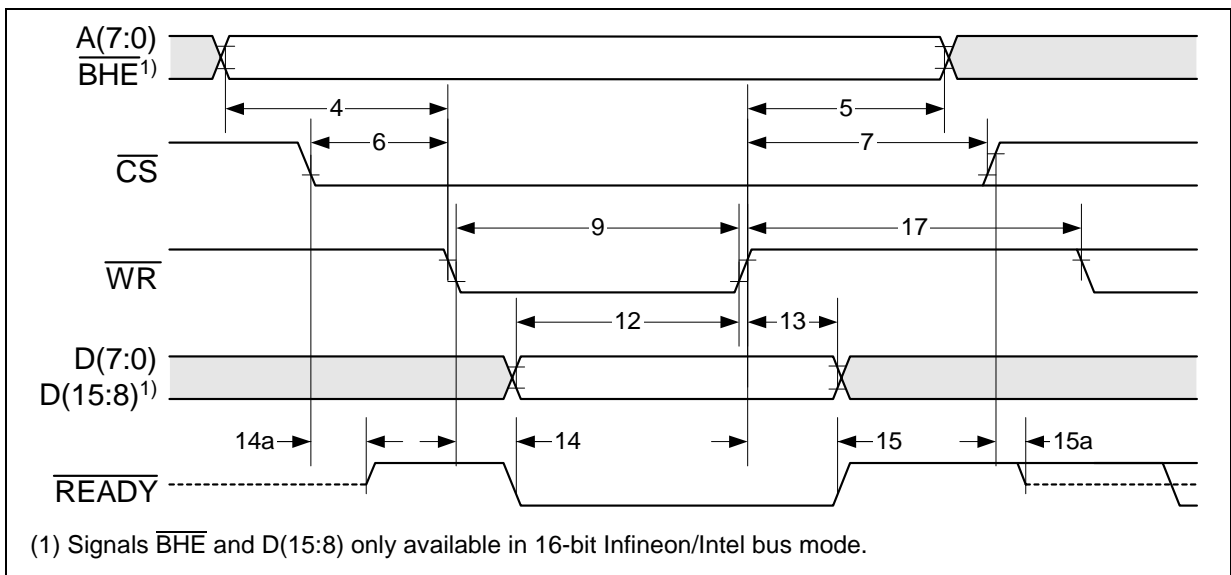 A(7:0)
BHE1)
4
5
6
7
CS
9
17
WR
12
13
D(7:0)
D(15:8)1)
14a
14
15
15a
READY
(1) Signals BHE and D(15:8) only available in 16-bit Infineon/Intel bus mode.